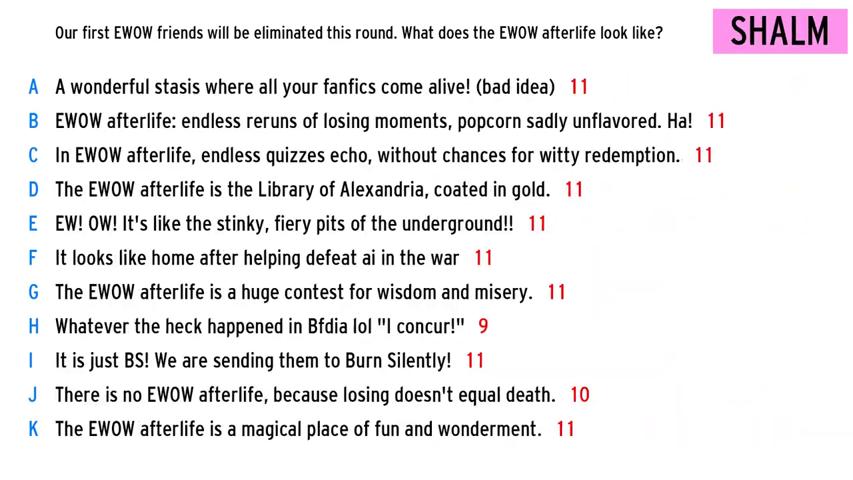 Our first EWOW friends will be eliminated this round. What does the EWOW afterlife look like?
SHALM
A A wonderful stasis where all your fanfics come alive! (bad idea) 11
B EWOW afterlife: endless reruns of losing moments, popcorn sadly unflavored. Ha! 11
C In EWOW afterlife, endless quizzes echo, without chances for witty redemption. 11
D The EWOW afterlife is the Library of Alexandria, coated in gold. 11
E EW! OW! It's like the stinky, fiery pits of the underground!! 11
F It looks like home after helping defeat ai in the war 11
G The EWOW afterlife is a huge contest for wisdom and misery. 11
H Whatever the heck happened in Bfdia lol "I concur!" 9
I It is just BS! We are sending them to Burn Silently! 11
J There is no EWOW afterlife, because losing doesn't equal death. 10
K The EWOW afterlife is a magical place of fun and wonderment. 11